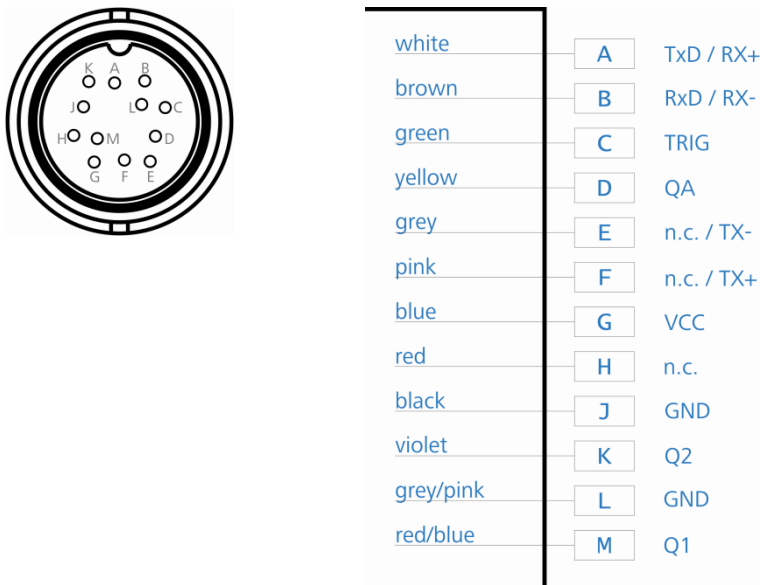 K A B
J L C
H M D
G F E
white A TxD / RX+
brown B RxD / RX-
green C TRIG
yellow D QA
grey E n.c. / TX-
pink F n.c. / TX+
blue G VCC
red H n.c.
black J GND
violet K Q2
grey/pink L GND
red/blue M Q1